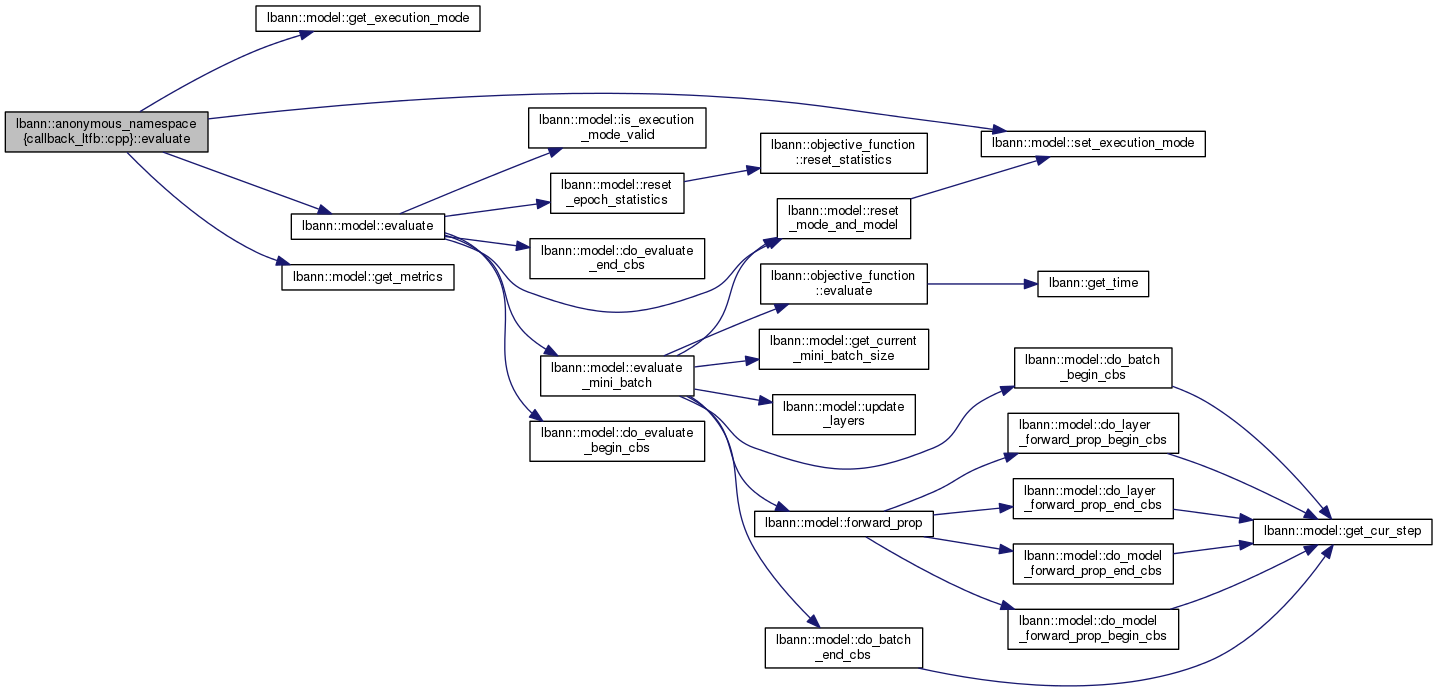 lbann::model::get_execution_mode
lbann::anonymous_namespace
{callback_ltfb::cpp}::evaluate
lbann::model::is_execution
_mode_valid
lbann::model::set_execution_mode
lbann::objective_function
::reset_statistics
lbann::model::reset
_epoch_statistics
lbann::model::reset
_mode_and_model
lbann::model::evaluate
lbann::model::do_evaluate
_end_cbs
lbann::model::get_metrics
lbann::objective_function
::evaluate
lbann::get_time
lbann::model::get_current
_mini_batch_size
lbann::model::evaluate
_mini_batch
lbann::model::do_batch
_begin_cbs
lbann::model::update
_layers
lbann::model::do_evaluate
_begin_cbs
lbann::model::do_layer
_forward_prop_begin_cbs
lbann::model::do_layer
_forward_prop_end_cbs
lbann::model::forward_prop
lbann::model::get_cur_step
lbann::model::do_model
_forward_prop_end_cbs
lbann::model::do_model
_forward_prop_begin_cbs
lbann::model::do_batch
_end_cbs